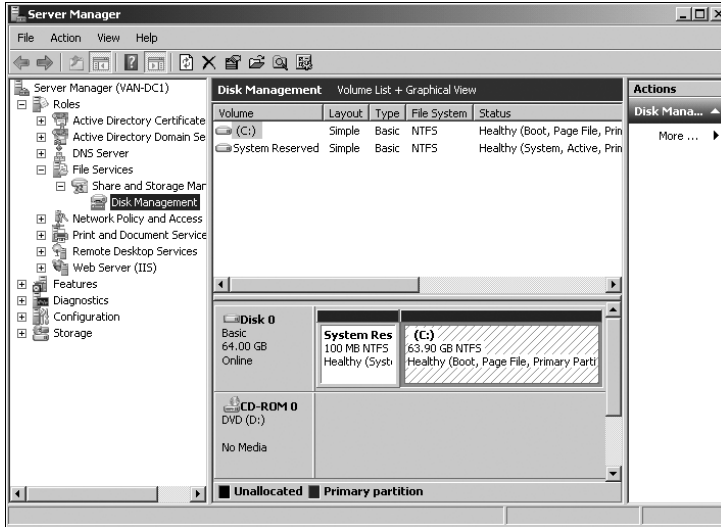 Server Manager
File Action View Help
Server Manager (VAN-DC1)
Roles
Active Directory Certificate
Active Directory Domain Se
DNS Server
File Services
Share and Storage Man
Disk Management
Network Policy and Access
Print and Document Service
Remote Desktop Services
Web Server (IIS)
Features
Diagnostics
Configuration
Storage
Disk Management Volume List + Graphical View
Volume Layout Type File System Status
(C:) Simple Basic NTFS Healthy (Boot, Page File, Prin
System Reserved Simple Basic NTFS Healthy (System, Active, Prin
Disk 0
Basic
64.00 GB
Online
System Res
100 MB NTFS
Healthy (Syst
(C:)
63.90 GB NTFS
Healthy (Boot, Page File, Primary Parti
CD-ROM 0
DVD (D:)
No Media
Unallocated Primary partition
Actions
Disk Mana...
More ...